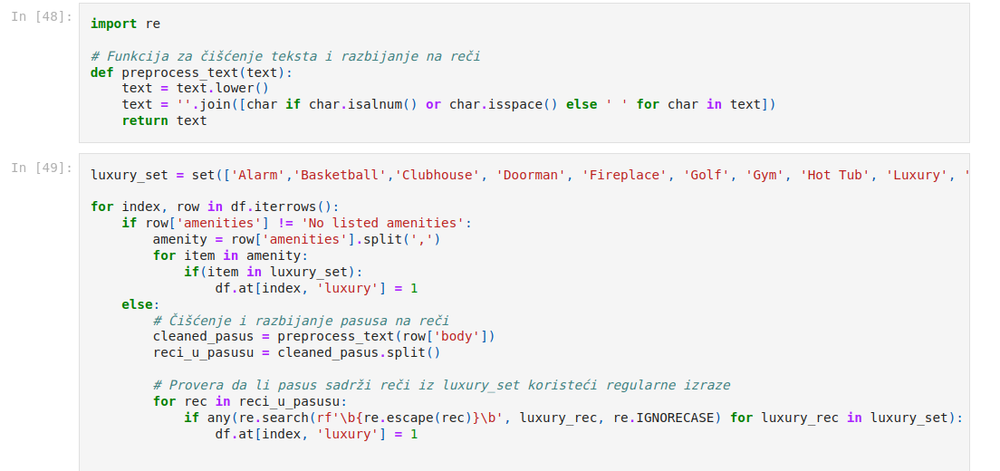 In [48]:
import re
# Funkcija za čišćenje teksta i razbijanje na reči
def preprocess_text(text):
    text = text.lower()
    text = ''.join([char if char.isalnum() or char.isspace() else ' ' for char in text])
    return text
In [49]:
luxury_set = set(['Alarm','Basketball','Clubhouse', 'Doorman', 'Fireplace', 'Golf', 'Gym', 'Hot Tub', 'Luxury', '
for index, row in df.iterrows():
    if row['amenities'] != 'No listed amenities':
        amenity = row['amenities'].split(',')
        for item in amenity:
            if(item in luxury_set):
                df.at[index, 'luxury'] = 1
    else:
        # Čišćenje i razbijanje pasusa na reči
        cleaned_pasus = preprocess_text(row['body'])
        reci_u_pasusu = cleaned_pasus.split()
        # Provera da li pasus sadrži reči iz luxury_set koristeći regularne izraze
        for rec in reci_u_pasusu:
            if any(re.search(rf'\b{re.escape(rec)}\b', luxury_rec, re.IGNORECASE) for luxury_rec in luxury_set):
                df.at[index, 'luxury'] = 1